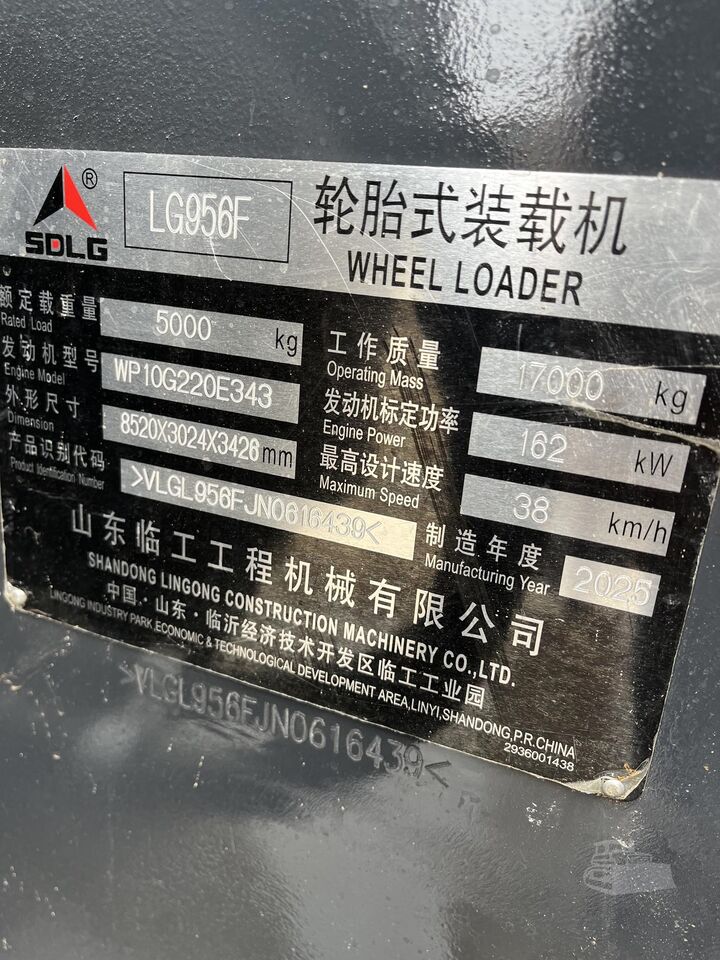 SDLG ®
LG956F
轮胎式装载机
WHEEL LOADER
额定载重量
Rated Load
5000 kg
工作质量
Operating Mass
17000 kg
发动机型号
Engine Model
WP10G220E343
发动机标定功率
Engine Power
162 kW
外形尺寸
Dimension
8520X3024X3426 mm
最高设计速度
Maximum Speed
38 km/h
产品识别代码
Product Identification Number
>VLGL956FJN0616439<
制造年度
Manufacturing Year
2025
山东临工工程机械有限公司
SHANDONG LINGONG CONSTRUCTION MACHINERY CO.,LTD.
中国·山东·临沂经济技术开发区临工工业园
LINGONG INDUSTRY PARK,ECONOMIC & TECHNOLOGICAL DEVELOPMENT AREA,LINYI,SHANDONG,P.R.CHINA
2936001438
>VLGL956FJN0616439<